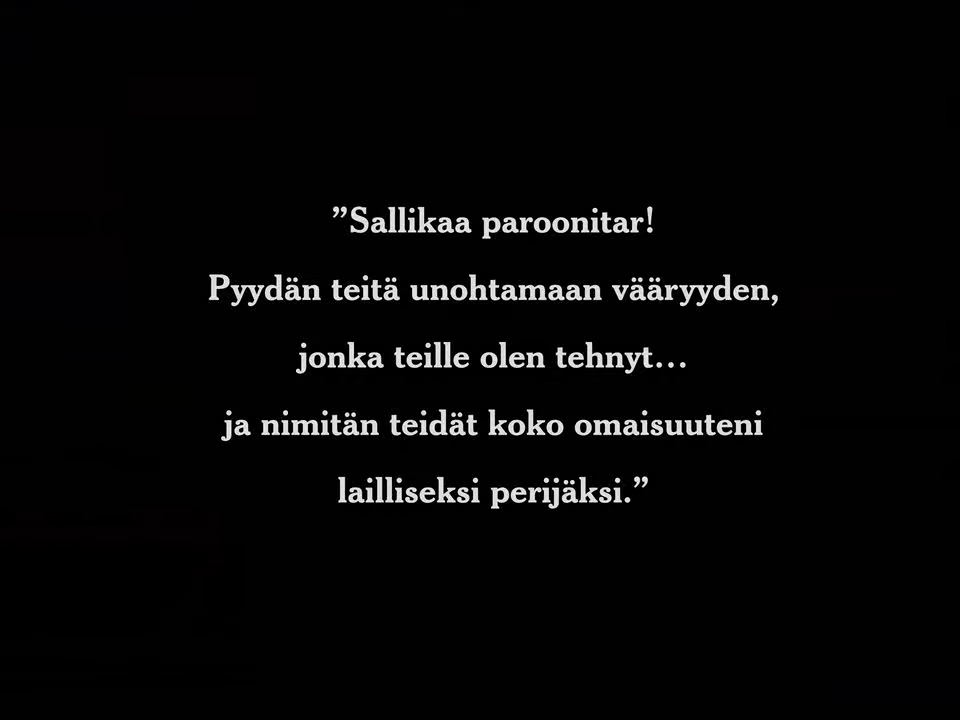 ”Sallikaa paroonitar!
Pyydän teitä unohtamaan vääryyden,
jonka teille olen tehnyt...
ja nimitän teidät koko omaisuuteni
lailliseksi perijäksi.”